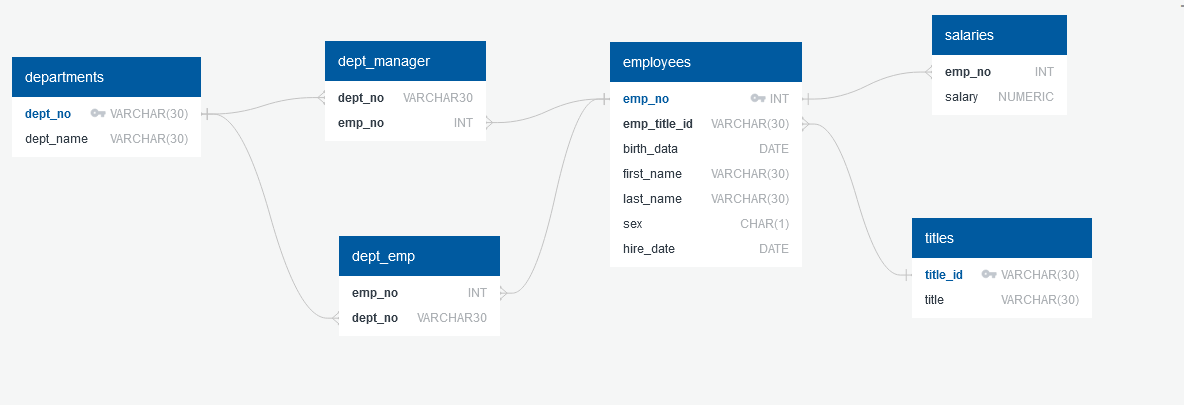 departments
dept_no VARCHAR(30)
dept_name VARCHAR(30)
dept_manager
dept_no VARCHAR30
emp_no INT
dept_emp
emp_no INT
dept_no VARCHAR30
employees
emp_no INT
emp_title_id VARCHAR(30)
birth_data DATE
first_name VARCHAR(30)
last_name VARCHAR(30)
sex CHAR(1)
hire_date DATE
salaries
emp_no INT
salary NUMERIC
titles
title_id VARCHAR(30)
title VARCHAR(30)